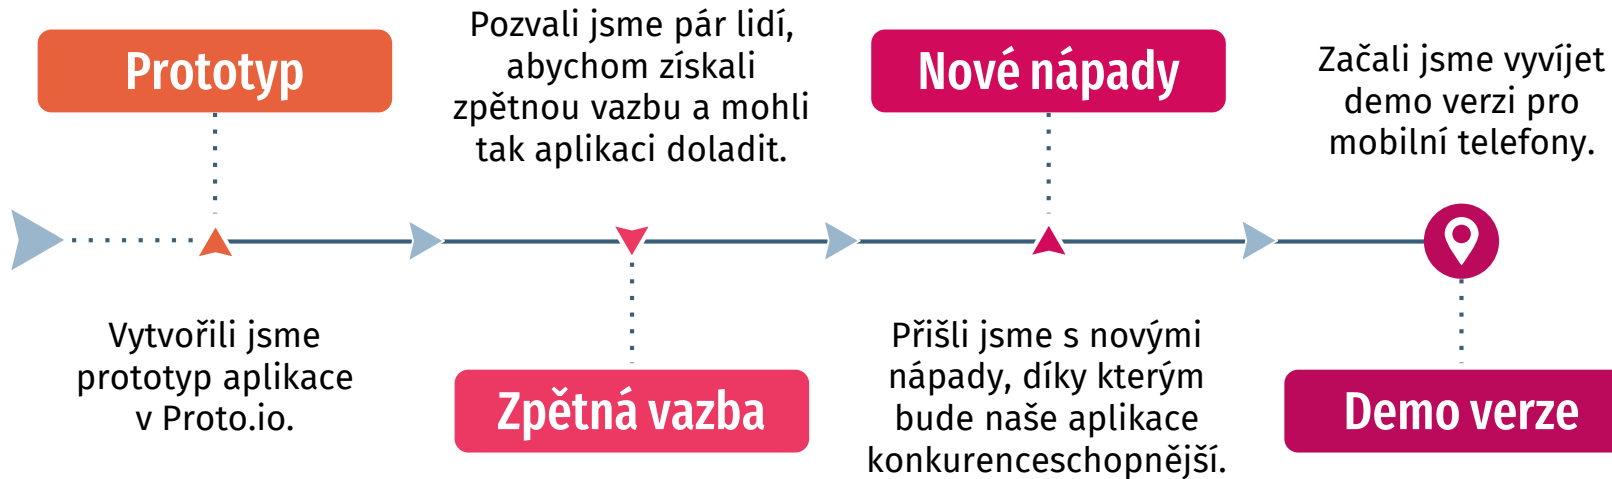 Prototyp
Vytvořili jsme
prototyp aplikace
v Proto.io.
Pozvali jsme pár lidí,
abychom získali
zpětnou vazbu a mohli
tak aplikaci doladit.
Zpětná vazba
Nové nápady
Přišli jsme s novými
nápady, díky kterým
bude naše aplikace
konkurenceschopnější.
Začali jsme vyvíjet
demo verzi pro
mobilní telefony.
Demo verze